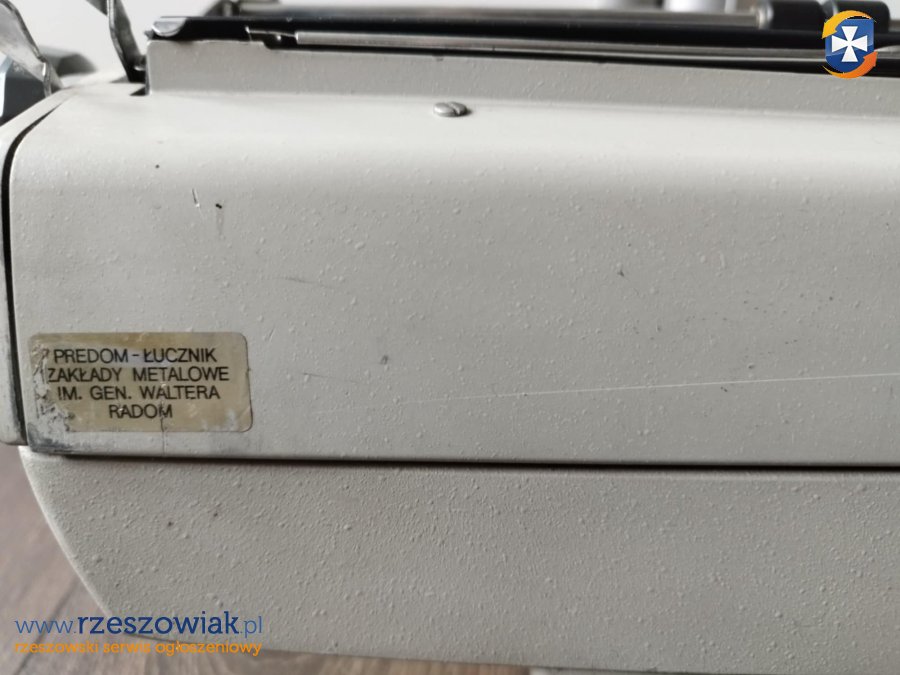 PREDOM - ŁUCZNIK
ZAKŁADY METALOWE
IM. GEN. WALTERA
RADOM
www.rzeszowiak.pl
rzeszowski serwis ogłoszeniowy